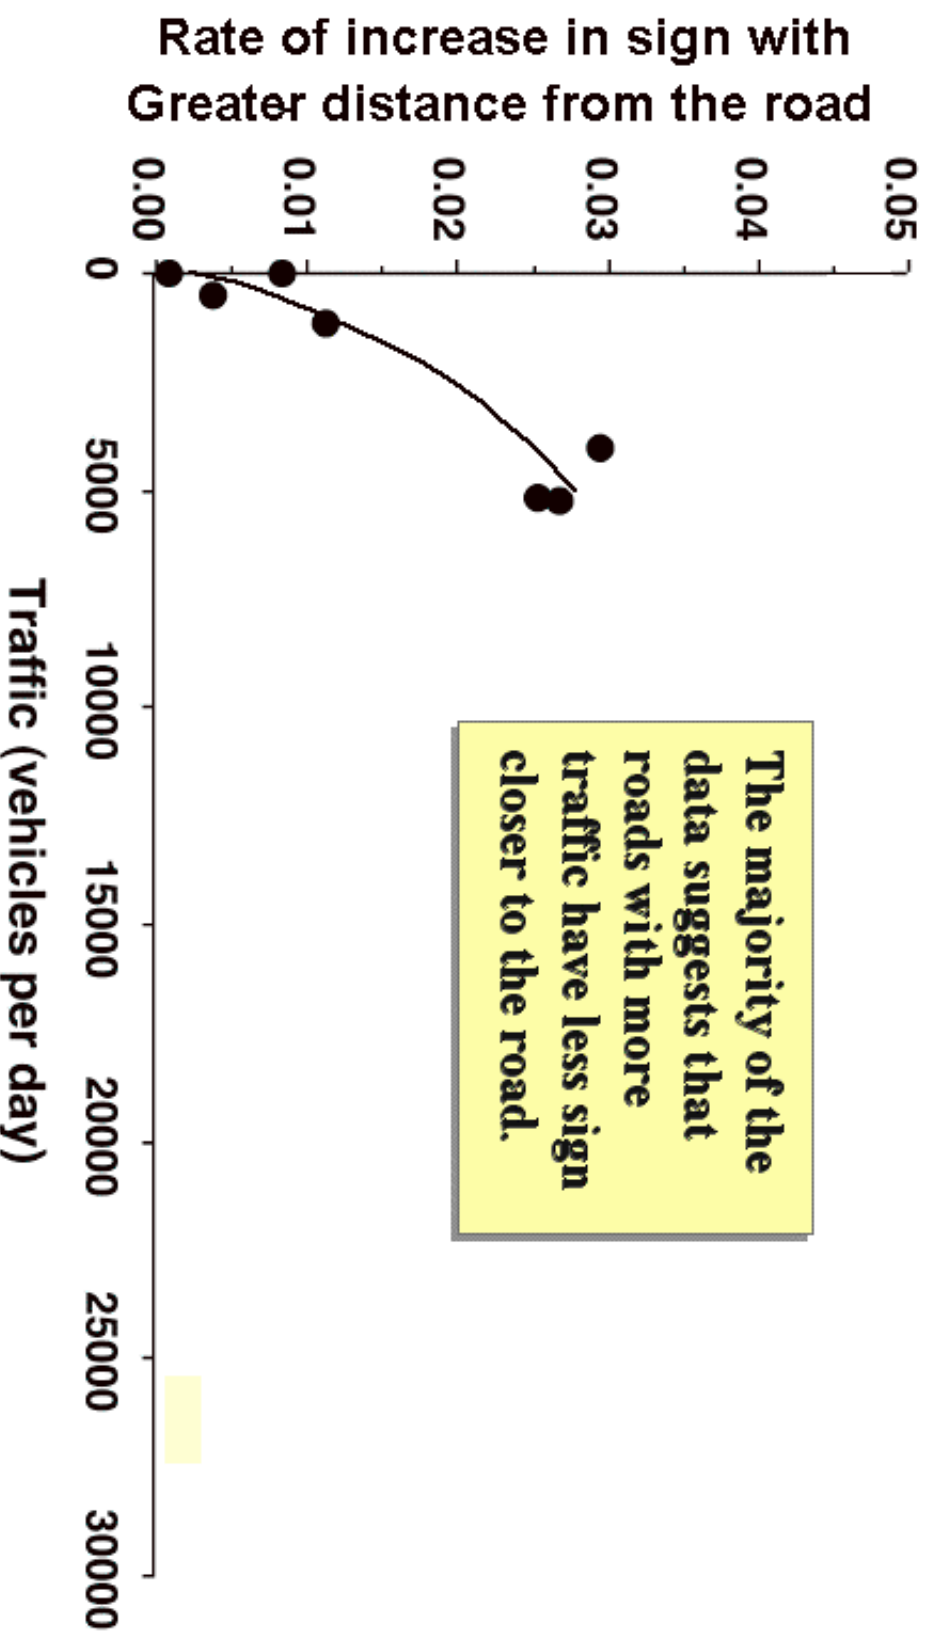 Rate of increase in sign with
Greater distance from the road
0.05
0.04
0.03
0.02
0.01
0.00
The majority of the
data suggests that
roads with more
traffic have less sign
closer to the road.
0
5000
10000
15000
20000
25000
30000
Traffic (vehicles per day)